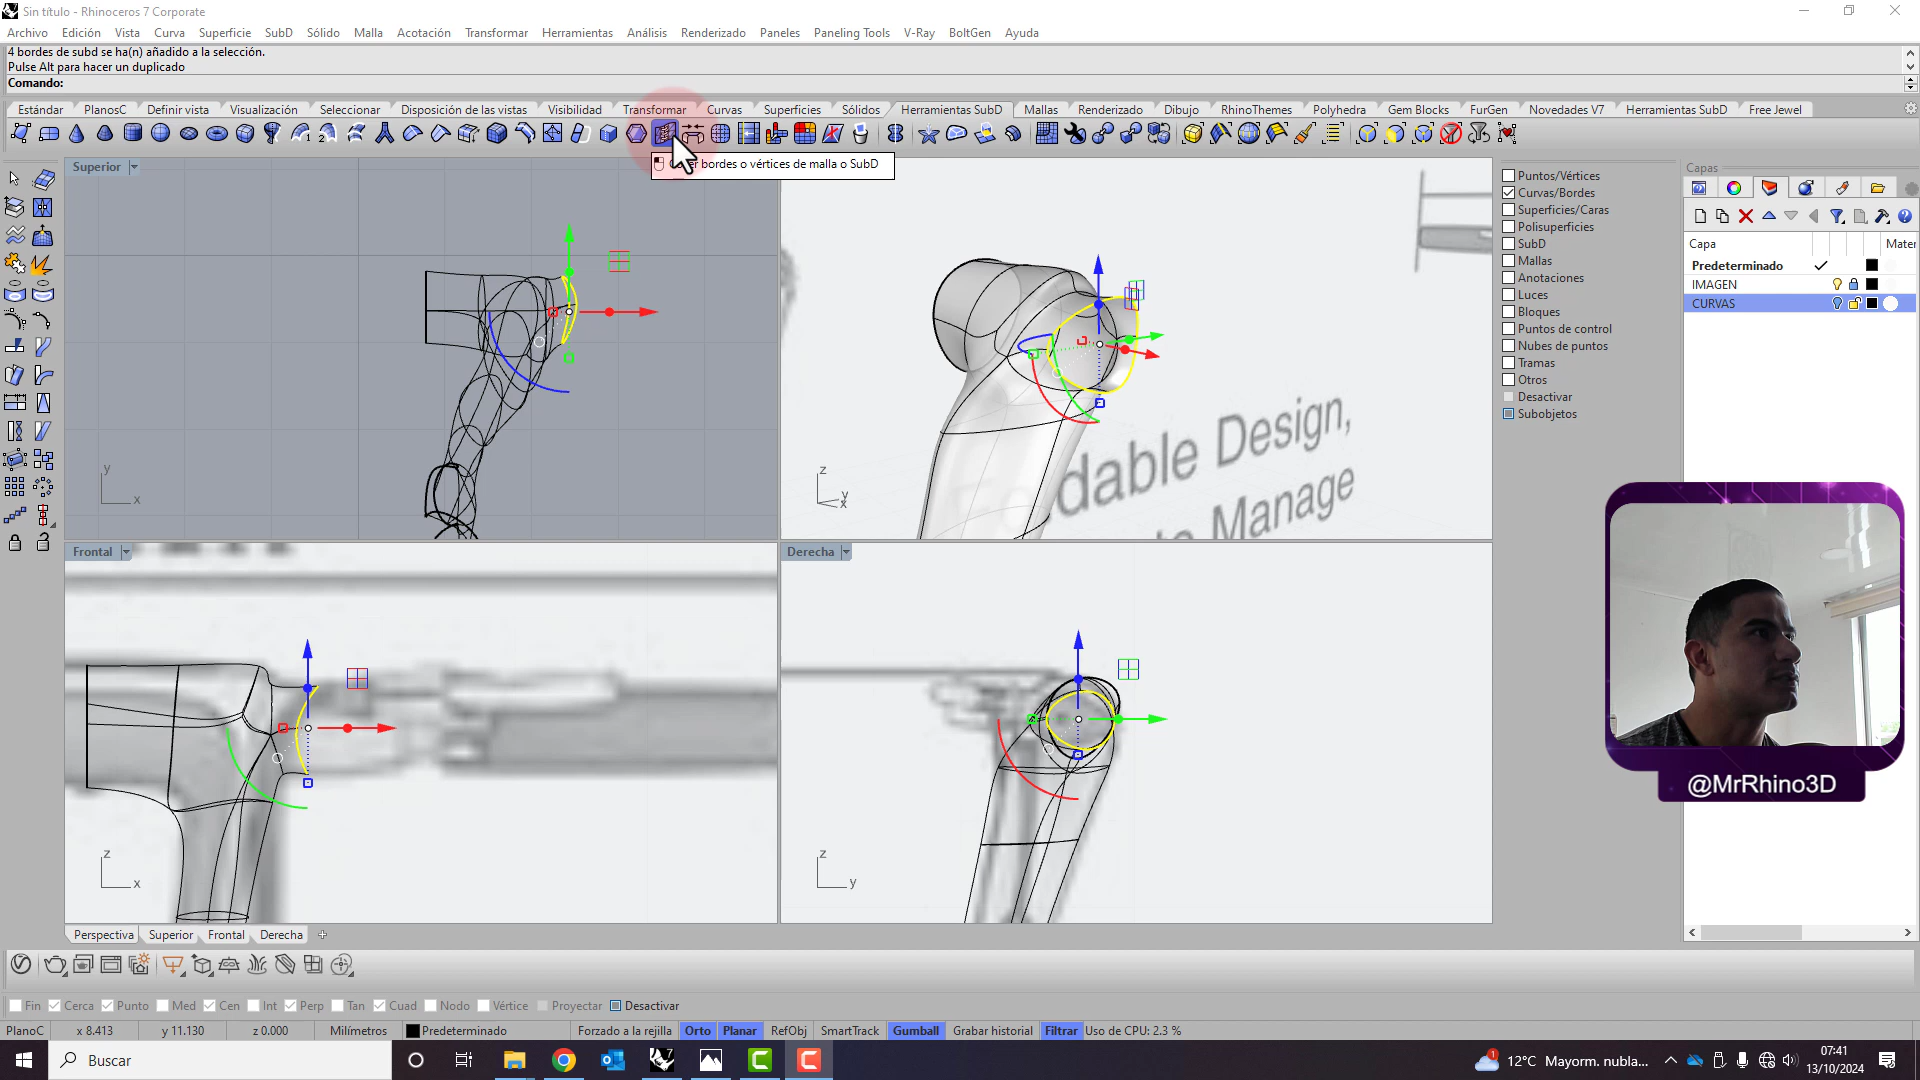 Sin título - Rhinoceros 7 Corporate
Archivo Edición Vista Curva Superficie SubD Sólido Malla Acotación Transformar Herramientas Análisis Renderizado Paneles Paneling Tools V-Ray BoltGen Ayuda
4 bordes de subd se ha(n) añadido a la selección.
Pulse Alt para hacer un duplicado
Comando:
Estándar PlanosC Definir vista Visualización Seleccionar Disposición de las vistas Visibilidad Transformar Curvas Superficies Sólidos Herramientas SubD Mallas Renderizado Dibujo RhinoThemes Polyhedra Gem Blocks FurGen Novedades V7 Herramientas SubD Free Jewel
bordes o vértices de malla o SubD
Superior
Puntos/Vértices
Curvas/Bordes
Superficies/Caras
Polisuperficies
SubD
Mallas
Anotaciones
Luces
Bloques
Puntos de control
Nubes de puntos
Tramas
Otros
Desactivar
Subobjetos
Capas
Capa Mater
Predeterminado
IMAGEN
CURVAS
dable Design,
Manage
y x
z y x
Frontal
Derecha
z x
z y
@MrRhino3D
Perspectiva Superior Frontal Derecha
Fin Cerca Punto Med Cen Int Perp Tan Cuad Nodo Vértice Proyectar Desactivar
PlanoC x 8.413 y 11.130 z 0.000 Milímetros Predeterminado Forzado a la rejilla Orto Planar RefObj SmartTrack Gumball Grabar historial Filtrar Uso de CPU: 2.3 %
Buscar
1
12°C Mayorm. nubla...
07:41
13/10/2024